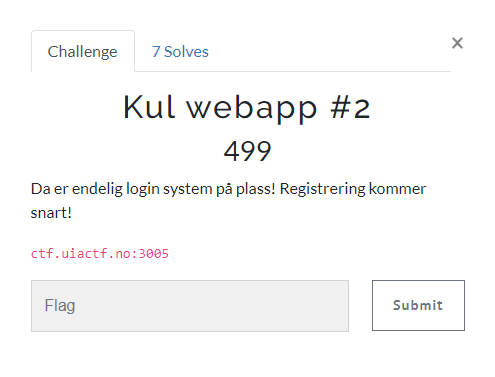 Challenge
7 Solves
×
Kul webapp #2
499
Da er endelig login system på plass! Registrering kommer
snart!
ctf.uiactf.no:3005
Flag
Submit